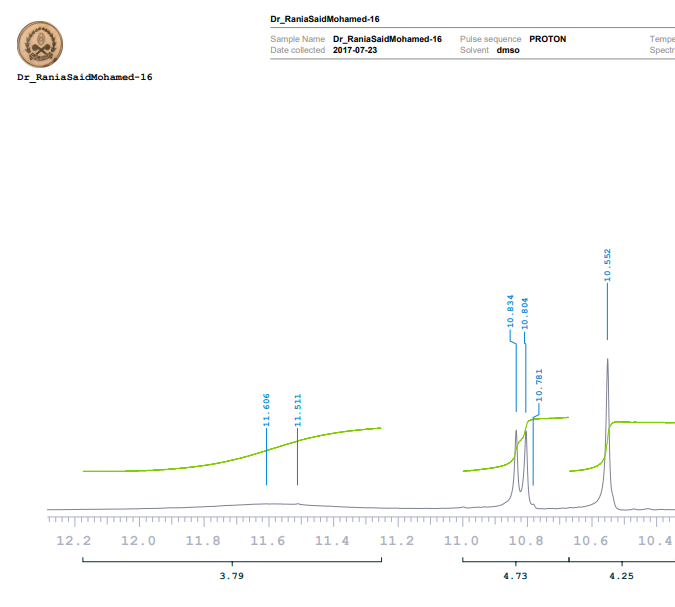 Dr_RaniaSaidMohamed-16
Sample Name Dr_RaniaSaidMohamed-16 Pulse sequence PROTON Tempe
Date collected 2017-07-23 Solvent dmso Spectr
Dr_RaniaSaidMohamed-16
10.552
10.834
10.804
10.781
11.606
11.511
12.2 12.0 11.8 11.6 11.4 11.2 11.0 10.8 10.6 10.4
3.79 4.73 4.25